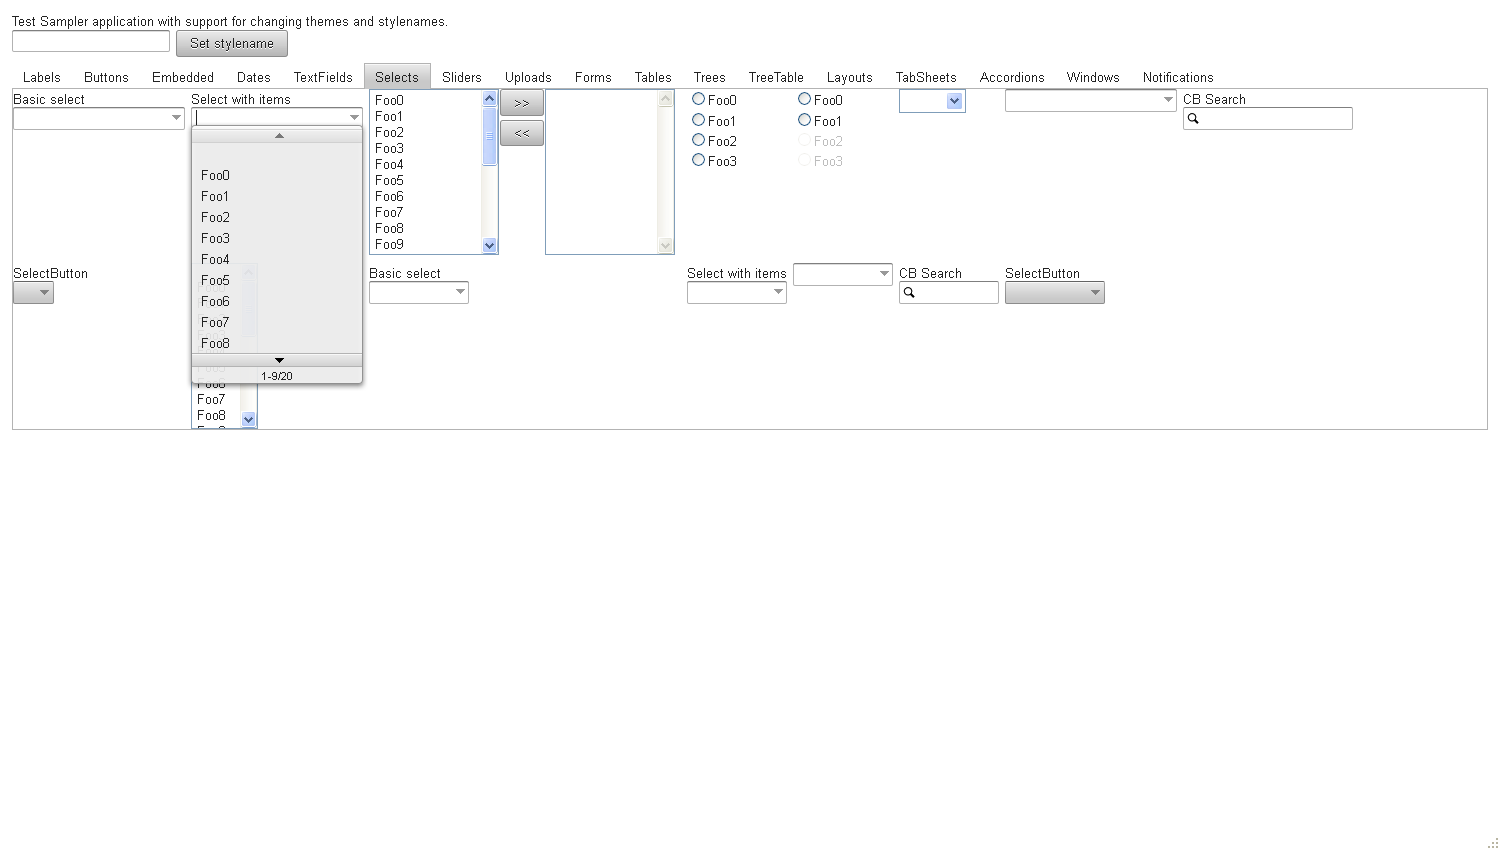 Test Sampler application with support for changing themes and stylenames.
Set stylename
Labels Buttons Embedded Dates TextFields Selects Sliders Uploads Forms Tables Trees TreeTable Layouts TabSheets Accordions Windows Notifications
Basic select
Select with items
Foo0
Foo1
Foo2
Foo3
Foo4
Foo5
Foo6
Foo7
Foo8
1-9/20
Foo0
Foo1
Foo2
Foo3
Foo4
Foo5
Foo6
Foo7
Foo8
Foo9
>>
<<
Foo0
Foo1
Foo2
Foo3
Foo0
Foo1
Foo2
Foo3
CB Search
SelectButton
Foo7
Foo8
Basic select
Select with items
CB Search
SelectButton